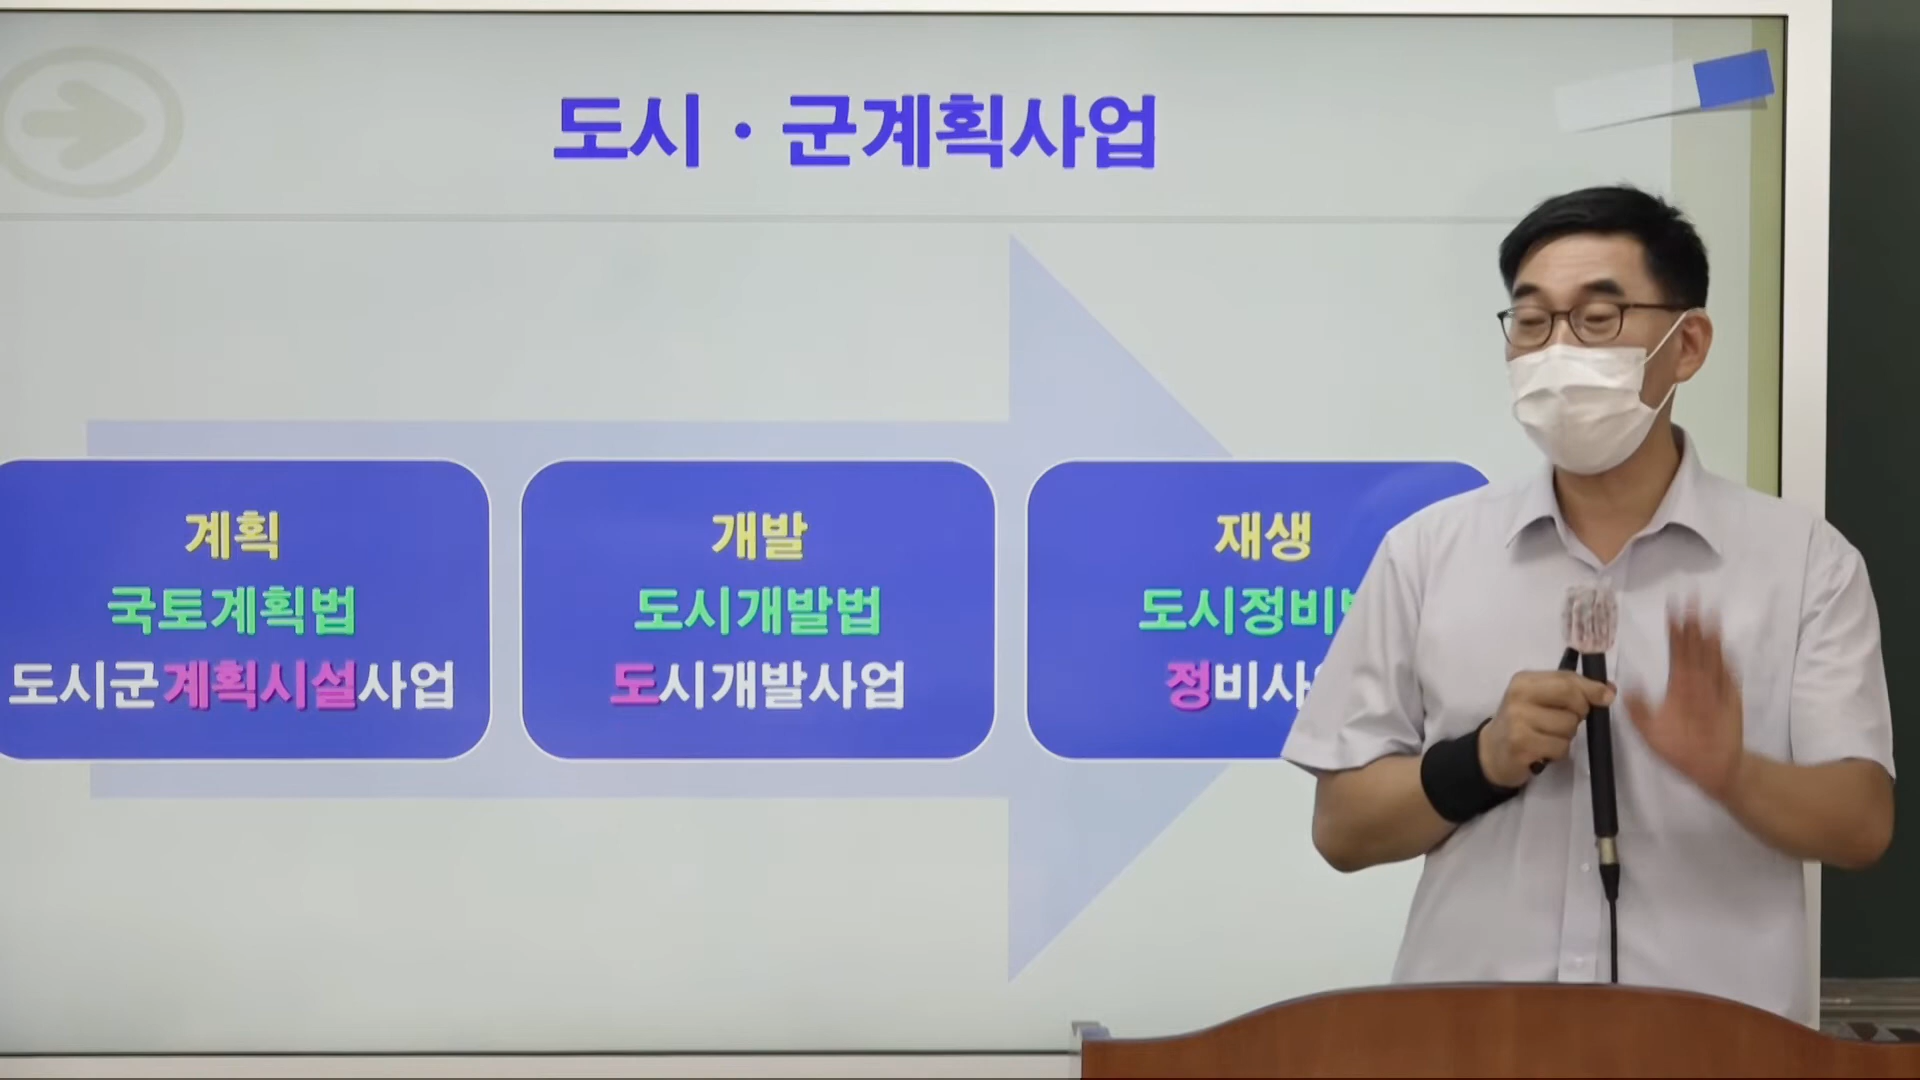 도시·군계획사업
계획
국토계획법
도시군계획시설사업
개발
도시개발법
도시개발사업
재생
도시정비
정비사